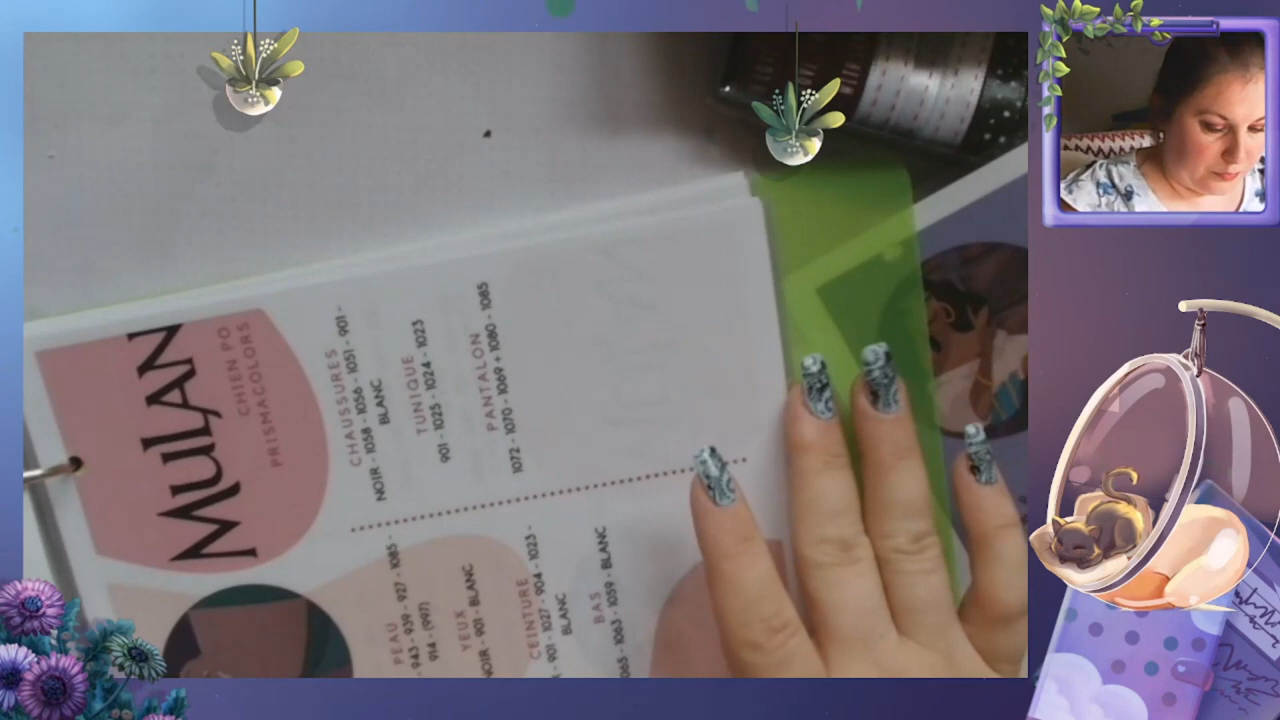 MULAN
CHIEN PO
PRISMACOLORS
PEAU
943 - 939 - 927 - 1085 -
914 (997)
YEUX
NOIR - 901 - BLANC
CEINTURE
901 - 1027 - 904 - 1023 -
BLANC
BAS
1063 - 1059 - BLANC
CHAUSSURES
NOIR - 1058 - 1056 - 1051 - 901 -
BLANC
TUNIQUE
901 - 1025 - 1024 - 1023
PANTALON
1072 - 1070 - 1069 + 1080 - 1085